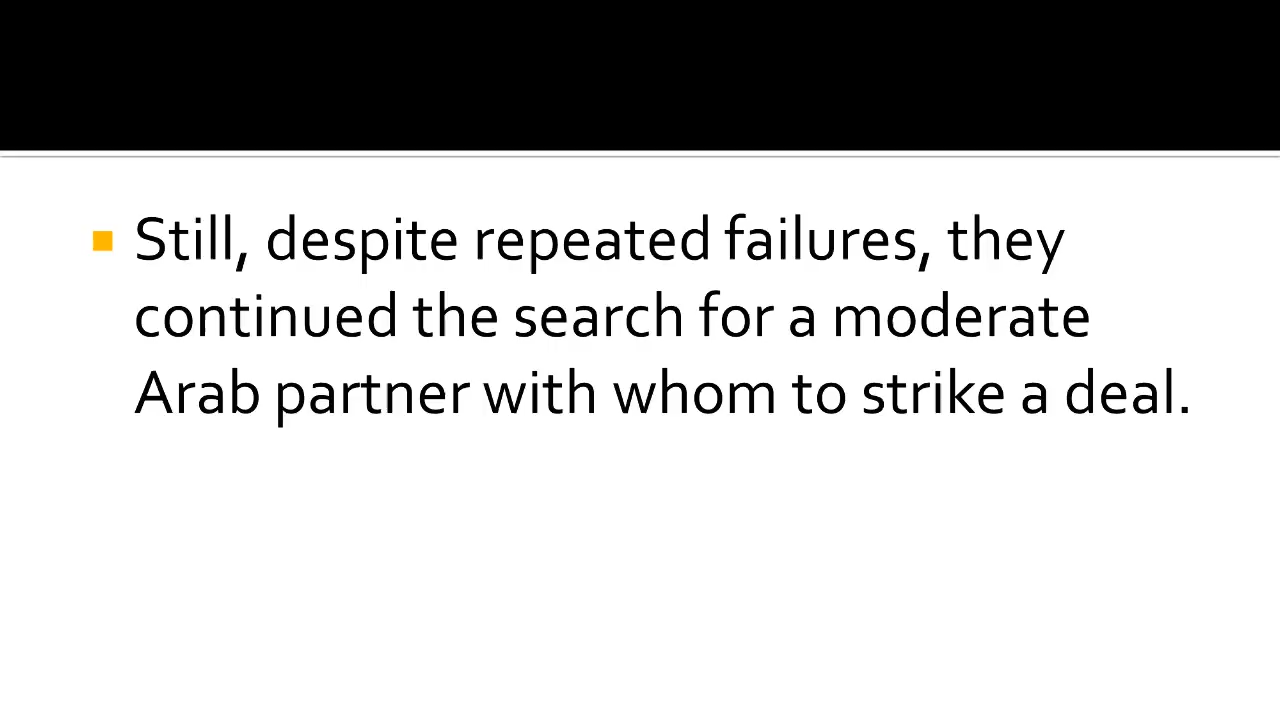 Still, despite repeated failures, they
continued the search for a moderate
Arab partner with whom to strike a deal.